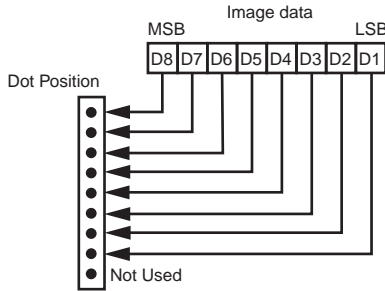 Image data
MSB LSB
D8 D7 D6 D5 D4 D3 D2 D1
Dot Position
Not Used